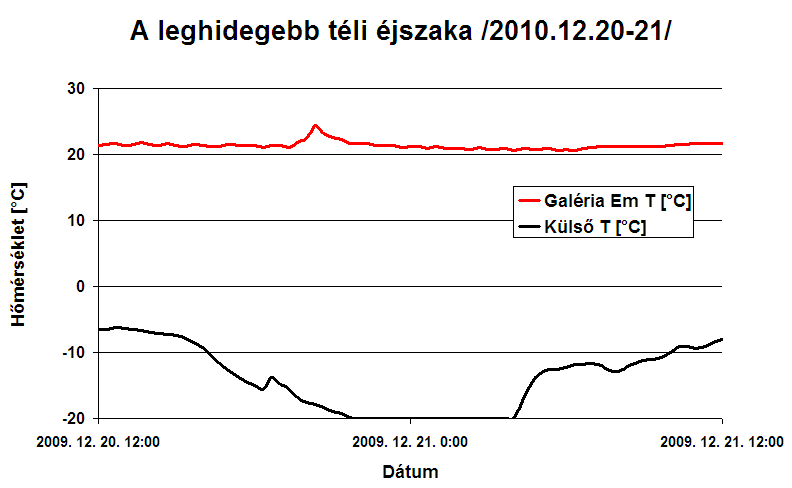 A leghidegebb téli éjszaka /2010.12.20-21/
30
20
10
0
-10
-20
Hőmérséklet [°C]
Galéria Em T [°C]
Külső T [°C]
2009. 12. 20. 12:00 2009. 12. 21. 0:00 2009. 12. 21. 12:00
Dátum